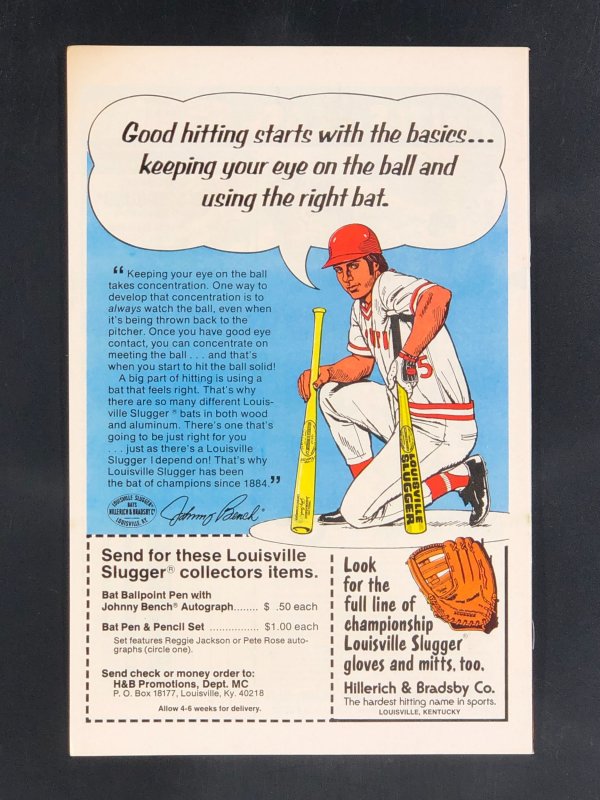 Good hitting starts with the basics...
keeping your eye on the ball and
using the right bat.
“ Keeping your eye on the ball
takes concentration. One way to
develop that concentration is to
always watch the ball, even when
it's being thrown back to the
pitcher. Once you have good eye
contact, you can concentrate on
meeting the ball . . . and that's
when you start to hit the ball solid!
A big part of hitting is using a
bat that feels right. That's why
there are so many different Louis-
ville Slugger® bats in both wood
and aluminum. There's one that's
going to be just right for you
. . . just as there's a Louisville
Slugger I depend on! That's why
Louisville Slugger has been
the bat of champions since 1884.”
LOUISVILLE SLUGGER
BATS
HILLERICH & BRADSBY Co
LOUISVILLE, KY.
Johnny Bench
5
LOUISVILLE
SLUGGER
Send for these Louisville
Slugger® collectors items.
Bat Ballpoint Pen with
Johnny Bench® Autograph....... $ .50 each
Bat Pen & Pencil Set ............... $1.00 each
Set features Reggie Jackson or Pete Rose auto-
graphs (circle one).
Send check or money order to:
H&B Promotions, Dept. MC
P. O. Box 18177, Louisville, Ky. 40218
Allow 4-6 weeks for delivery.
Look
for the
full line of
championship
Louisville Slugger®
gloves and mitts, too.
Hillerich & Bradsby Co.
The hardest hitting name in sports.
LOUISVILLE, KENTUCKY